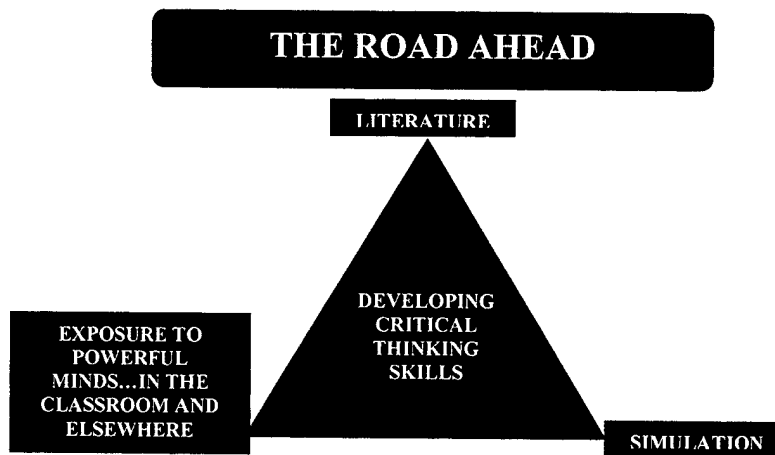 THE ROAD AHEAD
LITERATURE
DEVELOPING
CRITICAL
THINKING
SKILLS
EXPOSURE TO
POWERFUL
MINDS...IN THE
CLASSROOM AND
ELSEWHERE
SIMULATION